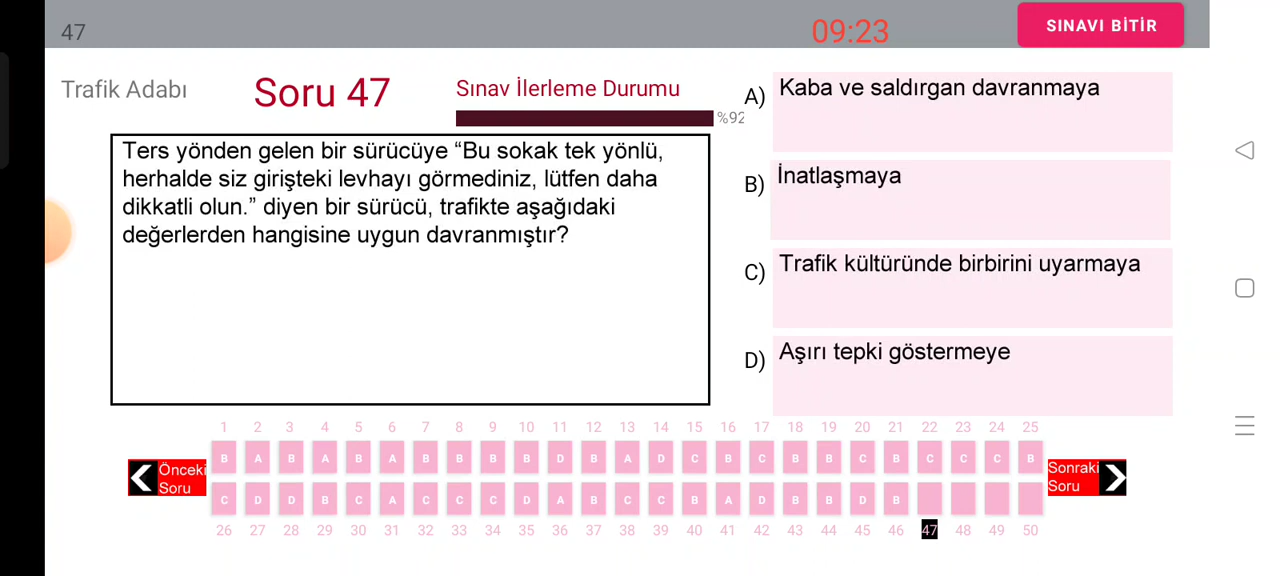 47
09:23
SINAVI BİTİR
Trafik Adabı
Soru 47
Sınav İlerleme Durumu
%92
Ters yönden gelen bir sürücüye “Bu sokak tek yönlü,
herhalde siz girişteki levhayı görmediniz, lütfen daha
dikkatli olun.” diyen bir sürücü, trafikte aşağıdaki
değerlerden hangisine uygun davranmıştır?
A) Kaba ve saldırgan davranmaya
B) İnatlaşmaya
C) Trafik kültüründe birbirini uyarmaya
D) Aşırı tepki göstermeye
1 2 3 4 5 6 7 8 9 10 11 12 13 14 15 16 17 18 19 20 21 22 23 24 25
B A B A B A B B B B D B A D C B C B B C B C C C B
Önceki
Soru
Sonraki
Soru
C D D B C A C C C D A B C C B A D B B D B
26 27 28 29 30 31 32 33 34 35 36 37 38 39 40 41 42 43 44 45 46 47 48 49 50